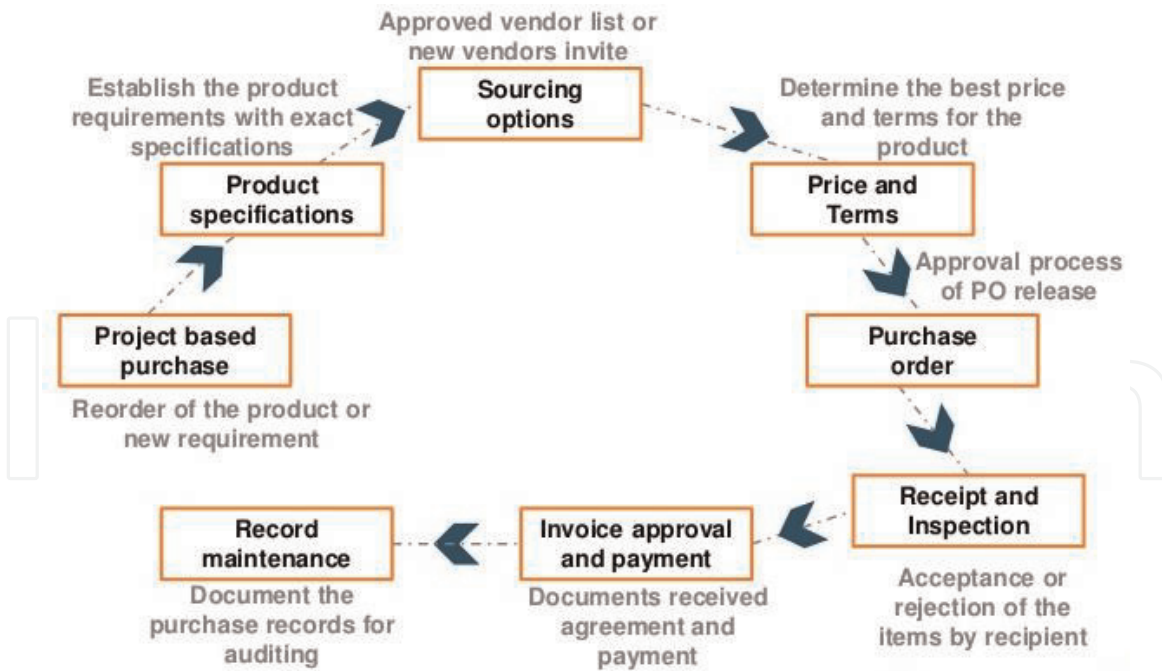 Approved vendor list or
new vendors invite
Sourcing
options
Establish the product
requirements with exact
specifications
Determine the best price
and terms for the
product
Product
specifications
Price and
Terms
Approval process
of PO release
Project based
purchase
Purchase
order
Reorder of the product or
new requirement
Receipt and
Inspection
Acceptance or
rejection of the
items by recipient
Invoice approval
and payment
Documents received
agreement and
payment
Record
maintenance
Document the
purchase records for
auditing